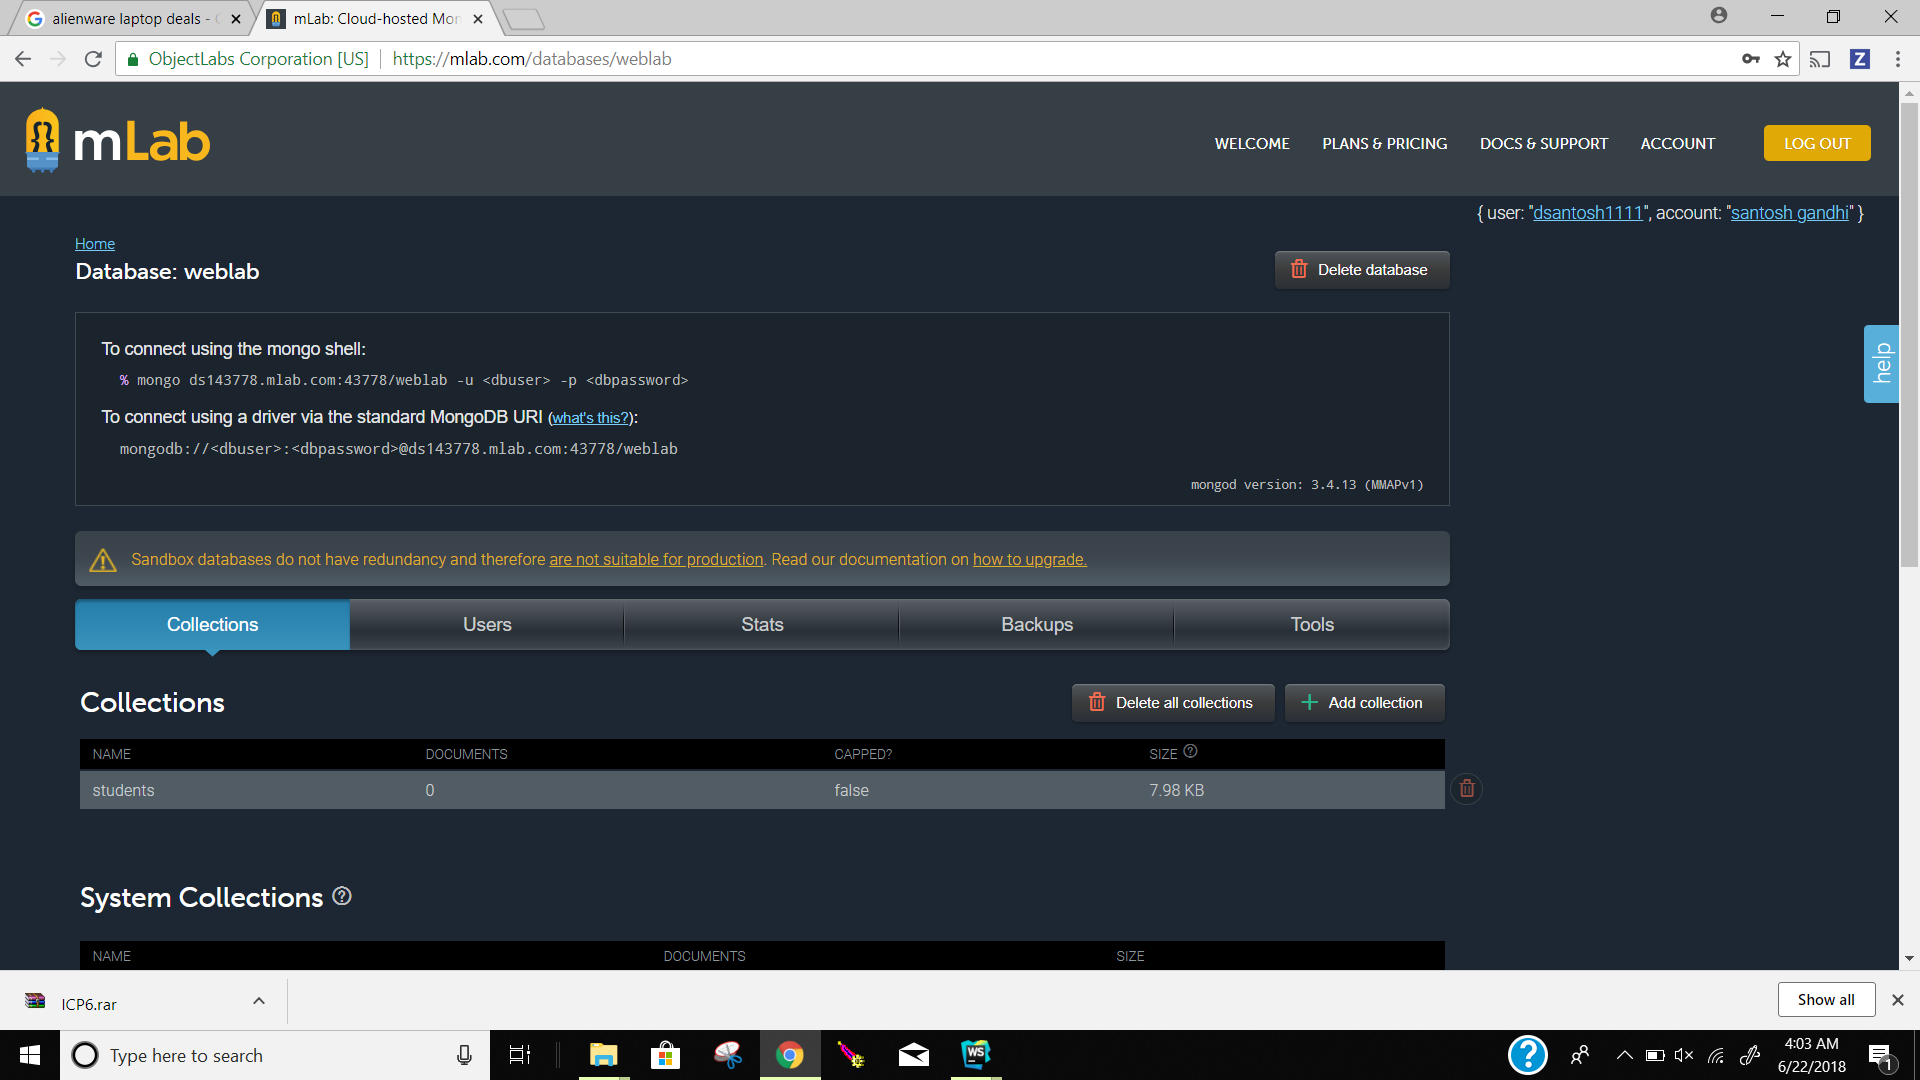 alienware laptop deals -
mLab: Cloud-hosted Mon
ObjectLabs Corporation [US]
https://mlab.com/databases/weblab
Z
mLab
WELCOME
PLANS & PRICING
DOCS & SUPPORT
ACCOUNT
LOG OUT
{ user: "dsantosh1111", account: "santosh gandhi" }
Home
Database: weblab
Delete database
To connect using the mongo shell:
% mongo ds143778.mlab.com:43778/weblab -u <dbuser> -p <dbpassword>
To connect using a driver via the standard MongoDB URI (what's this?):
mongodb://<dbuser>:<dbpassword>@ds143778.mlab.com:43778/weblab
mongod version: 3.4.13 (MMAPv1)
help
Sandbox databases do not have redundancy and therefore are not suitable for production. Read our documentation on how to upgrade.
Collections
Users
Stats
Backups
Tools
Collections
Delete all collections
Add collection
NAME DOCUMENTS CAPPED? SIZE ?
students 0 false 7.98 KB
System Collections ?
NAME DOCUMENTS SIZE
ICP6.rar
Show all
Type here to search
WS
?
4:03 AM
6/22/2018
1